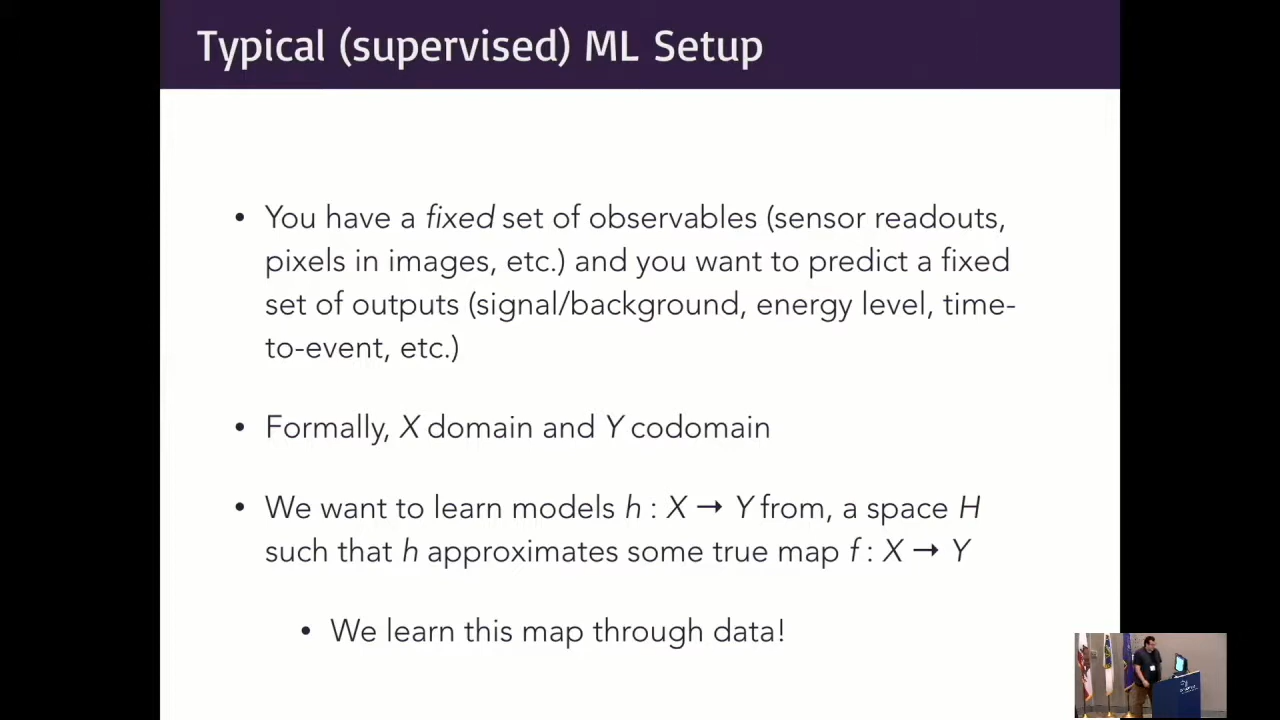 Typical (supervised) ML Setup
• You have a fixed set of observables (sensor readouts,
pixels in images, etc.) and you want to predict a fixed
set of outputs (signal/background, energy level, time-
to-event, etc.)
• Formally, X domain and Y codomain
• We want to learn models h : X → Y from, a space H
such that h approximates some true map f : X → Y
• We learn this map through data!